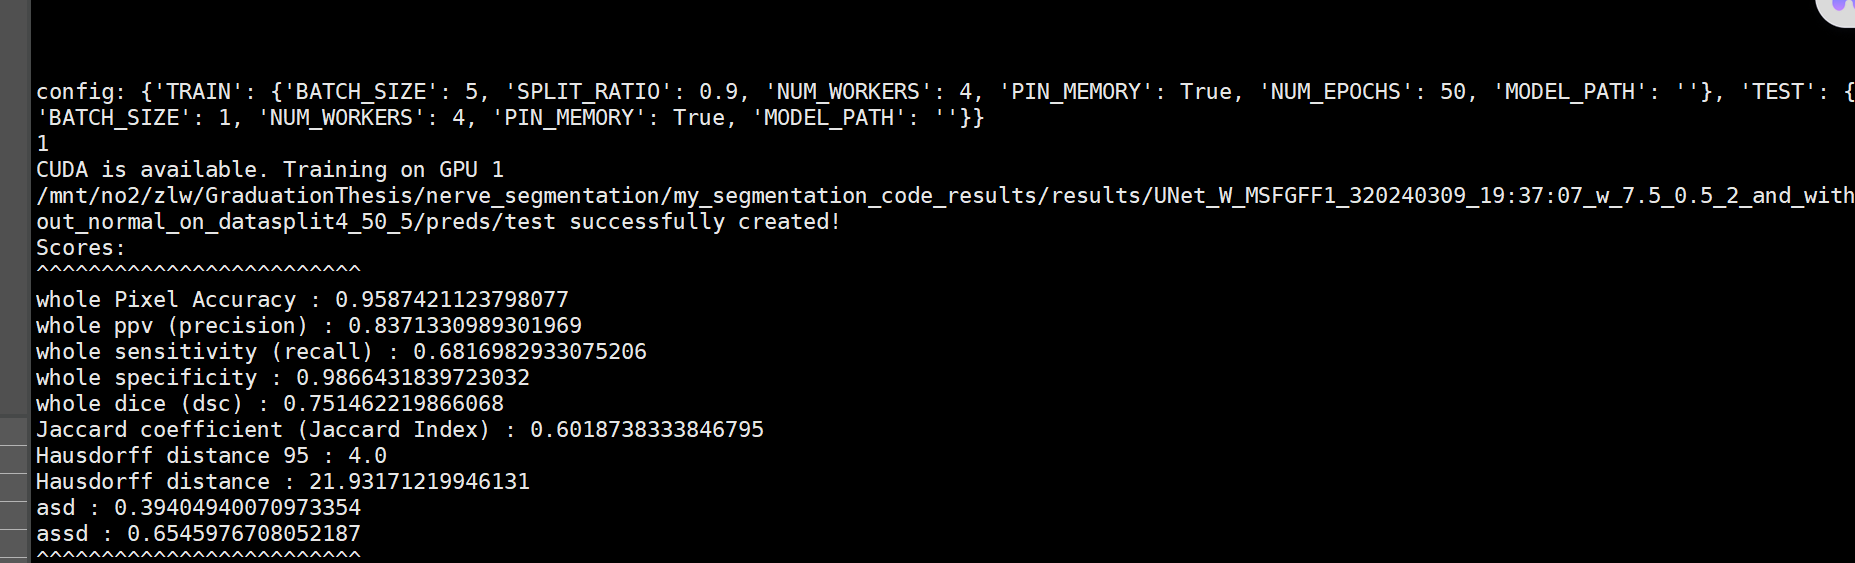 config: {'TRAIN': {'BATCH_SIZE': 5, 'SPLIT_RATIO': 0.9, 'NUM_WORKERS': 4, 'PIN_MEMORY': True, 'NUM_EPOCHS': 50, 'MODEL_PATH': ''}, 'TEST': {
'BATCH_SIZE': 1, 'NUM_WORKERS': 4, 'PIN_MEMORY': True, 'MODEL_PATH': ''}}
1
CUDA is available. Training on GPU 1
/mnt/no2/zlw/GraduationThesis/nerve_segmentation/my_segmentation_code_results/results/UNet_W_MSFGFF1_320240309_19:37:07_w_7.5_0.5_2_and_with
out_normal_on_datasplit4_50_5/preds/test successfully created!
Scores:
^^^^^^^^^^^^^^^^^^^^^^^^^
whole Pixel Accuracy : 0.9587421123798077
whole ppv (precision) : 0.8371330989301969
whole sensitivity (recall) : 0.6816982933075206
whole specificity : 0.9866431839723032
whole dice (dsc) : 0.751462219866068
Jaccard coefficient (Jaccard Index) : 0.6018738333846795
Hausdorff distance 95 : 4.0
Hausdorff distance : 21.93171219946131
asd : 0.39404940070973354
assd : 0.6545976708052187
^^^^^^^^^^^^^^^^^^^^^^^^^